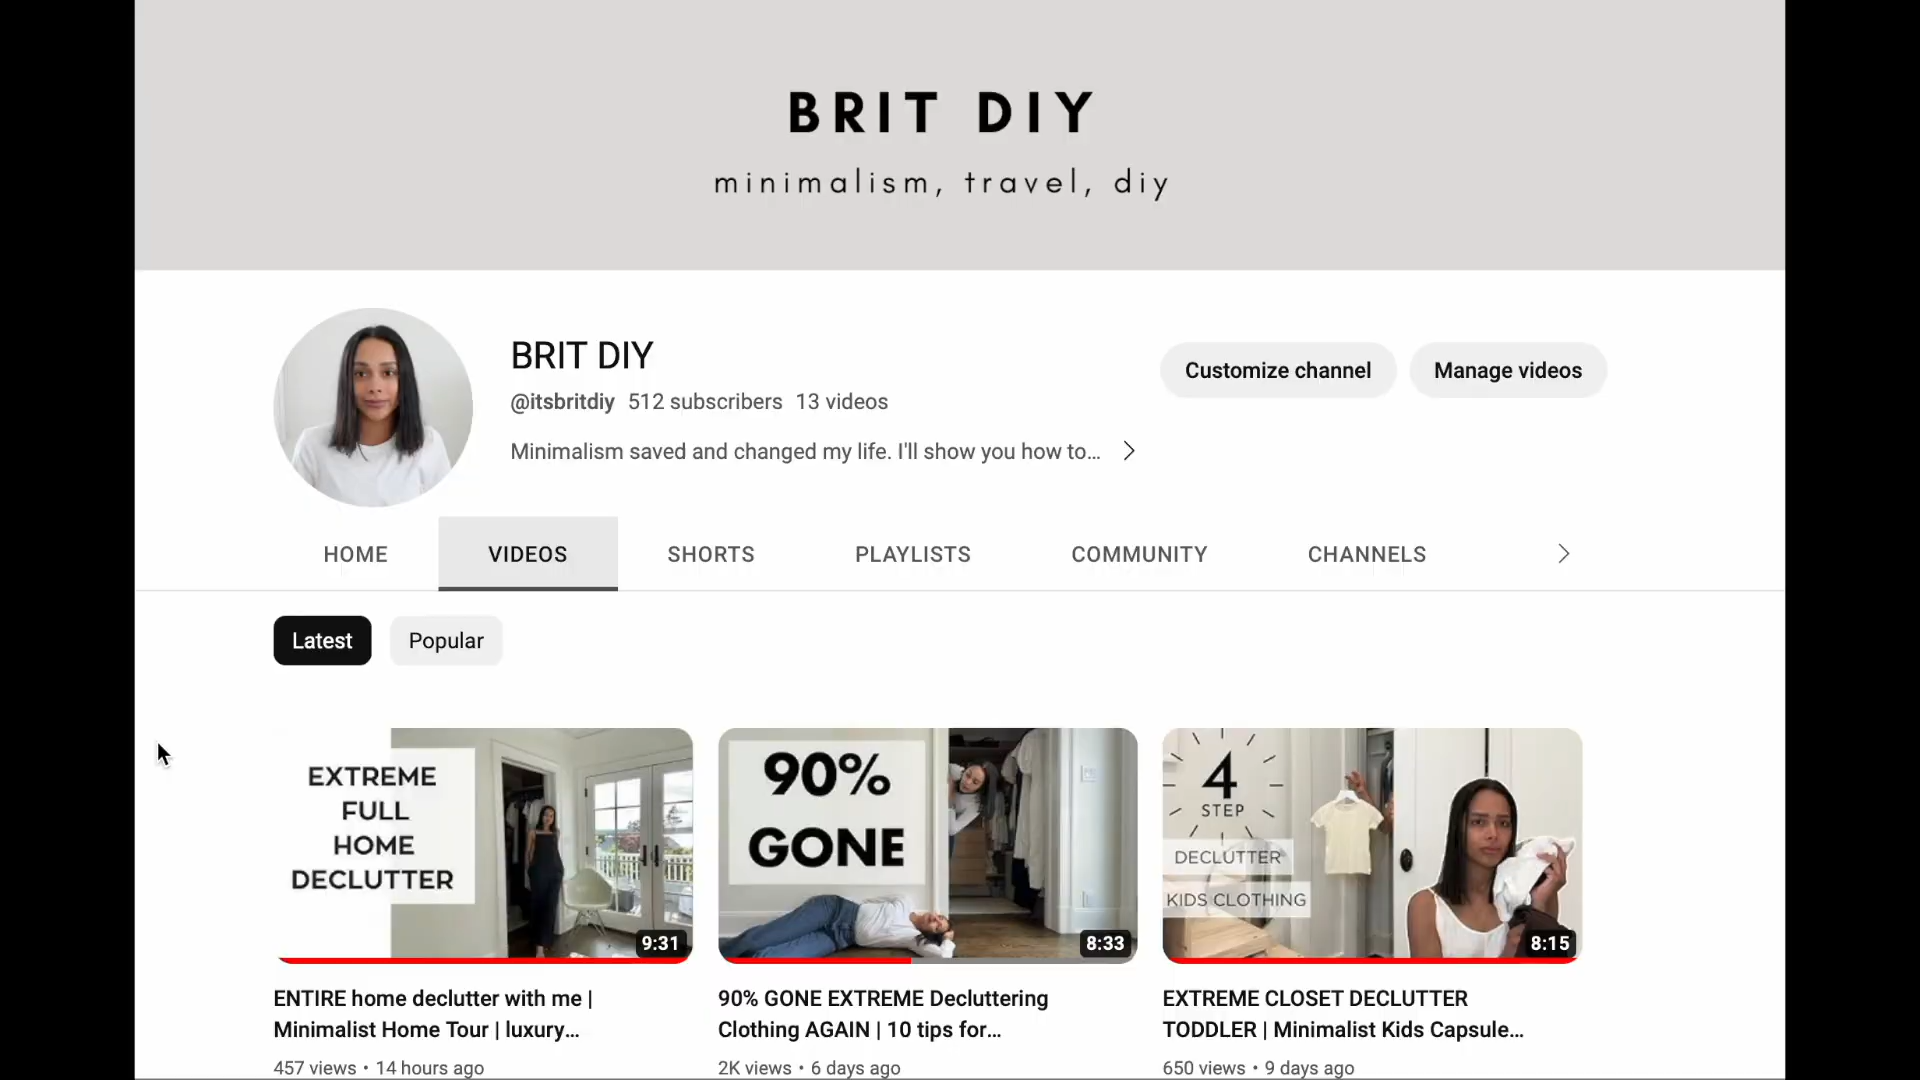 BRIT DIY
minimalism, travel, diy
BRIT DIY
@itsbritdiy 512 subscribers 13 videos
Minimalism saved and changed my life. I'll show you how to...
Customize channel
Manage videos
HOME
VIDEOS
SHORTS
PLAYLISTS
COMMUNITY
CHANNELS
Latest
Popular
EXTREME
FULL
HOME
DECLUTTER
9:31
90%
GONE
8:33
4
STEP
DECLUTTER
KIDS CLOTHING
8:15
ENTIRE home declutter with me |
Minimalist Home Tour | luxury...
457 views • 14 hours ago
90% GONE EXTREME Decluttering
Clothing AGAIN | 10 tips for...
2K views • 6 days ago
EXTREME CLOSET DECLUTTER
TODDLER | Minimalist Kids Capsule...
650 views • 9 days ago